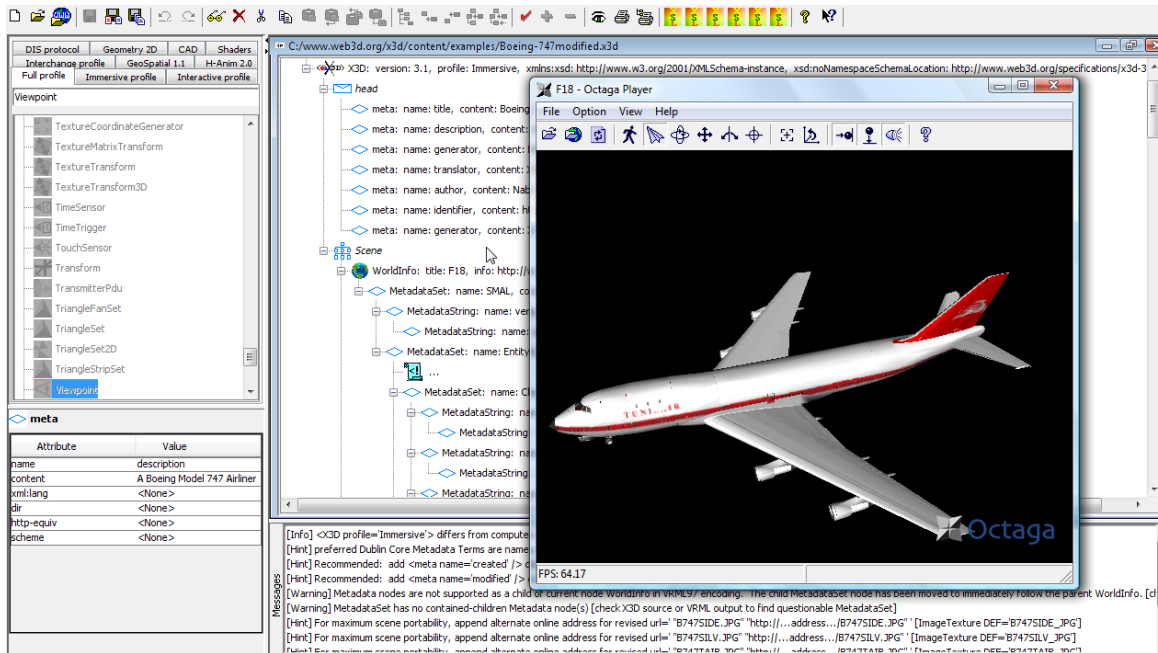 C:/www.web3d.org/x3d/content/examples/Boeing-747modified.x3d
DIS protocol Geometry 2D CAD Shaders
Interchange profile GeoSpatial 1.1 H-Anim 2.0
Full profile Immersive profile Interactive profile
Viewpoint
TextureCoordinateGenerator
TextureMatrixTransform
TextureTransform
TextureTransform3D
TimeSensor
TimeTrigger
TouchSensor
Transform
TransmitterPdu
TriangleFanSet
TriangleSet
TriangleSet2D
TriangleStripSet
Viewpoint
meta
Attribute Value
name description
content A Boeing Model 747 Airliner
xml:lang <None>
dir <None>
http-equiv <None>
scheme <None>
X3D: version: 3.1, profile: Immersive, xmlns:xsd: http://www.w3.org/2001/XMLSchema-instance, xsd:noNamespaceSchemaLocation: http://www.web3d.org/specifications/x3d-3
head
meta: name: title, content: Boeing
meta: name: description, content:
meta: name: generator, content:
meta: name: translator, content:
meta: name: author, content: Nab
meta: name: identifier, content: ht
meta: name: generator, content:
Scene
WorldInfo: title: F18, info: http://
MetadataSet: name: SMAL, co
MetadataString: name: ver
MetadataString: name:
MetadataSet: name: Entity
...
MetadataSet: name:
MetadataString: na
MetadataString
MetadataString: na
MetadataString
MetadataString: na
F18 - Octaga Player
File Option View Help
Octaga
FPS: 64.17
Messages
[Info] <X3D profile='Immersive'> differs from compute
[Hint] preferred Dublin Core Metadata Terms are name
[Hint] Recommended: add <meta name='created' /> c
[Hint] Recommended: add <meta name='modified' />
[Warning] Metadata nodes are not supported as a child of current node WorldInfo in VRML97 encoding. The child MetadataSet node has been moved to immediately follow the parent WorldInfo.
[Warning] MetadataSet has no contained-children Metadata node(s) [check X3D source or VRML output to find questionable MetadataSet]
[Hint] For maximum scene portability, append alternate online address for revised url=' "B747SIDE.JPG" "http://...address.../B747SIDE.JPG" ' [ImageTexture DEF='B747SIDE_JPG']
[Hint] For maximum scene portability, append alternate online address for revised url=' "B747SILV.JPG" "http://...address.../B747SILV.JPG" ' [ImageTexture DEF='B747SILV_JPG']